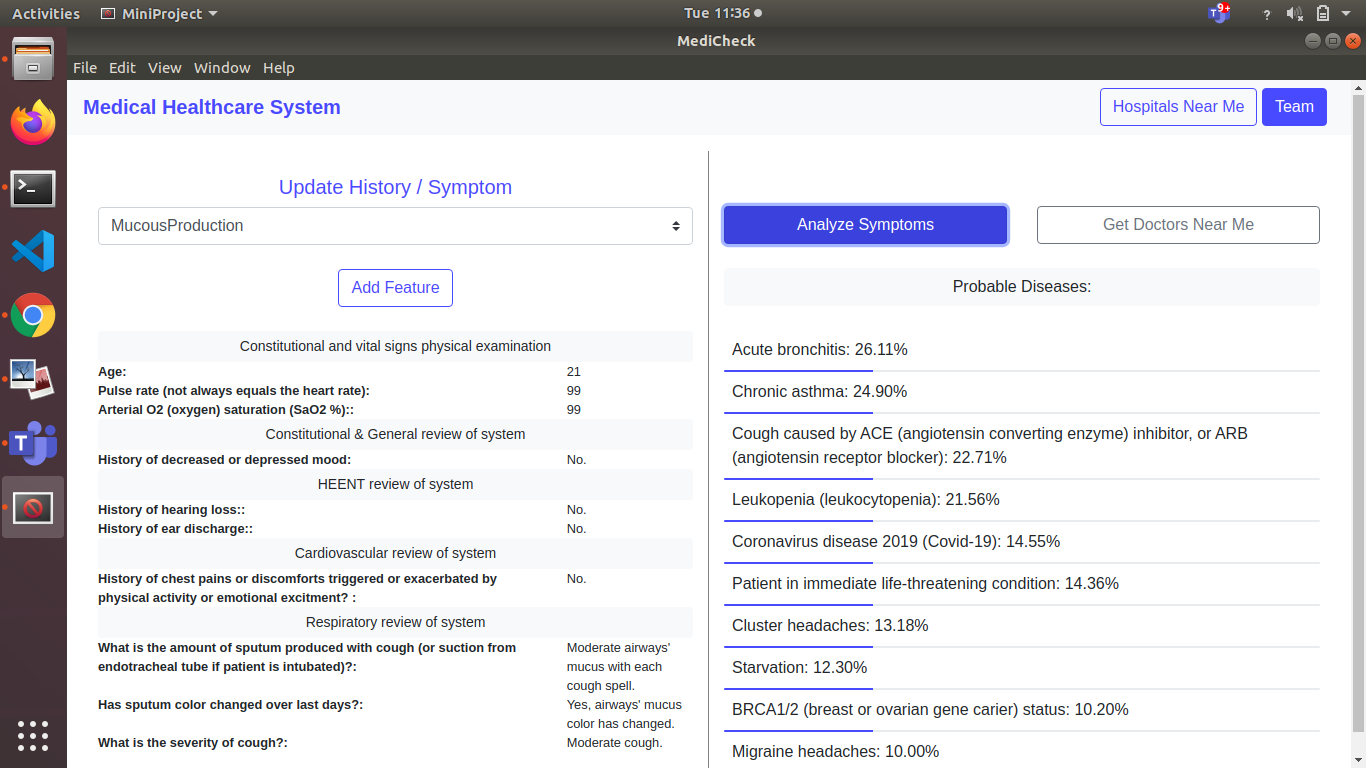 Activities MiniProject Tue 11:36 9+ ?
MediCheck
File Edit View Window Help
Medical Healthcare System
Hospitals Near Me
Team
Update History / Symptom
MucousProduction
Add Feature
Constitutional and vital signs physical examination
Age: 21
Pulse rate (not always equals the heart rate): 99
Arterial O2 (oxygen) saturation (SaO2 %):: 99
Constitutional & General review of system
History of decreased or depressed mood: No.
HEENT review of system
History of hearing loss:: No.
History of ear discharge:: No.
Cardiovascular review of system
History of chest pains or discomforts triggered or exacerbated by No.
physical activity or emotional excitment? :
Respiratory review of system
What is the amount of sputum produced with cough (or suction from Moderate airways'
endotracheal tube if patient is intubated)?: mucus with each
cough spell.
Has sputum color changed over last days?: Yes, airways' mucus
color has changed.
What is the severity of cough?: Moderate cough.
Analyze Symptoms
Get Doctors Near Me
Probable Diseases:
Acute bronchitis: 26.11%
Chronic asthma: 24.90%
Cough caused by ACE (angiotensin converting enzyme) inhibitor, or ARB
(angiotensin receptor blocker): 22.71%
Leukopenia (leukocytopenia): 21.56%
Coronavirus disease 2019 (Covid-19): 14.55%
Patient in immediate life-threatening condition: 14.36%
Cluster headaches: 13.18%
Starvation: 12.30%
BRCA1/2 (breast or ovarian gene carier) status: 10.20%
Migraine headaches: 10.00%